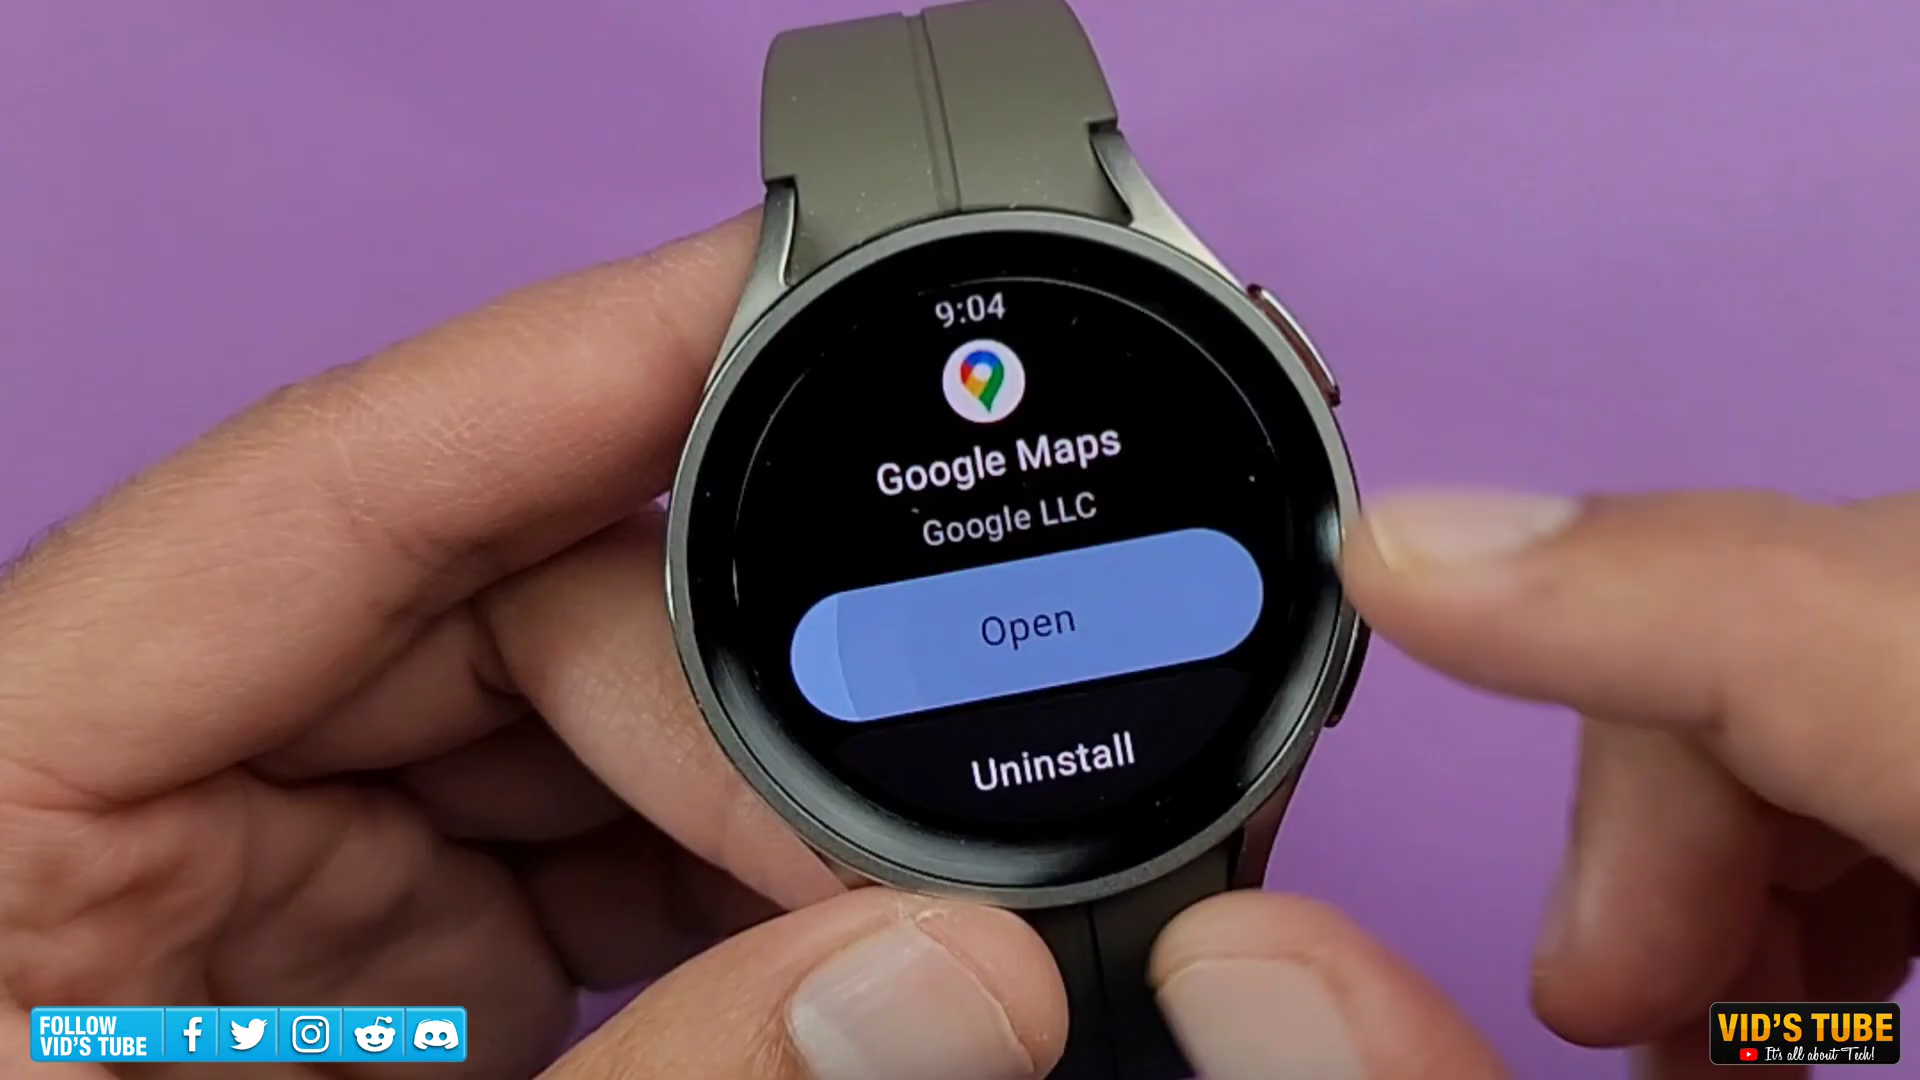 9:04
Google Maps
Google LLC
Open
Uninstall
FOLLOW
VID'S TUBE
VID'S TUBE
It's all about Tech!